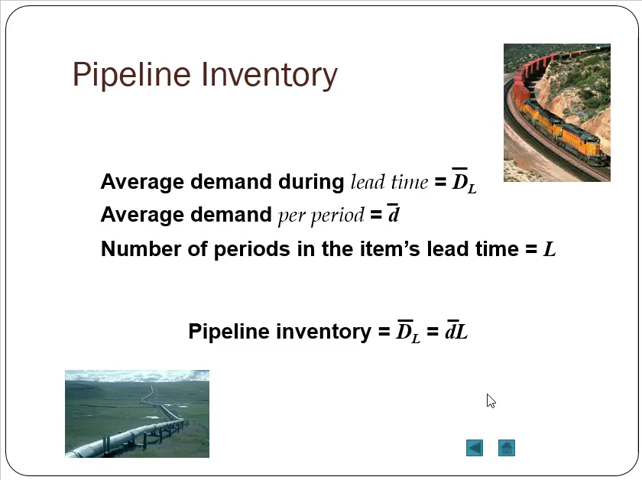 Pipeline Inventory
Average demand during lead time = D̅L
Average demand per period = d̅
Number of periods in the item’s lead time = L
Pipeline inventory = D̅L = d̅L